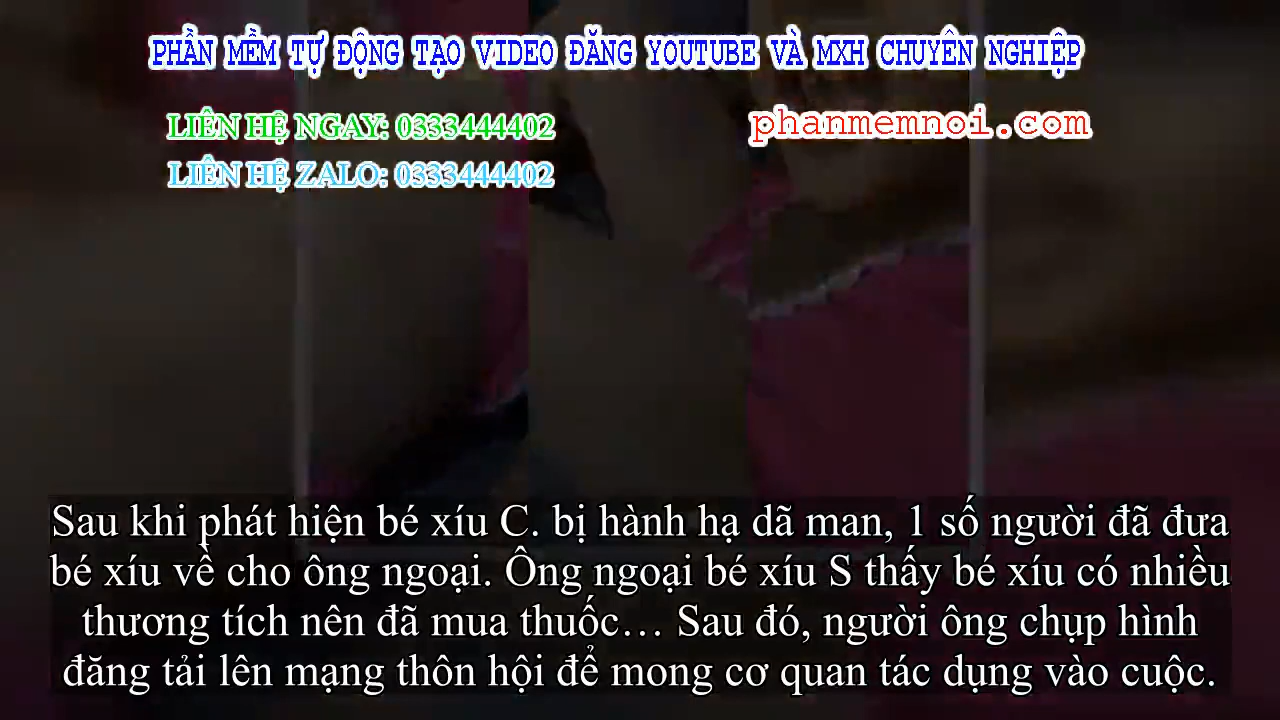 PHẦN MỀM TỰ ĐỘNG TẠO VIDEO ĐĂNG YOUTUBE VÀ MXH CHUYÊN NGHIỆP
LIÊN HỆ NGAY: 0333444402
phanmemnoi.com
LIÊN HỆ ZALO: 0333444402
Sau khi phát hiện bé xíu C. bị hành hạ dã man, 1 số người đã đưa
bé xíu về cho ông ngoại. Ông ngoại bé xíu S thấy bé xíu có nhiều
thương tích nên đã mua thuốc… Sau đó, người ông chụp hình
đăng tải lên mạng thôn hội để mong cơ quan tác dụng vào cuộc.